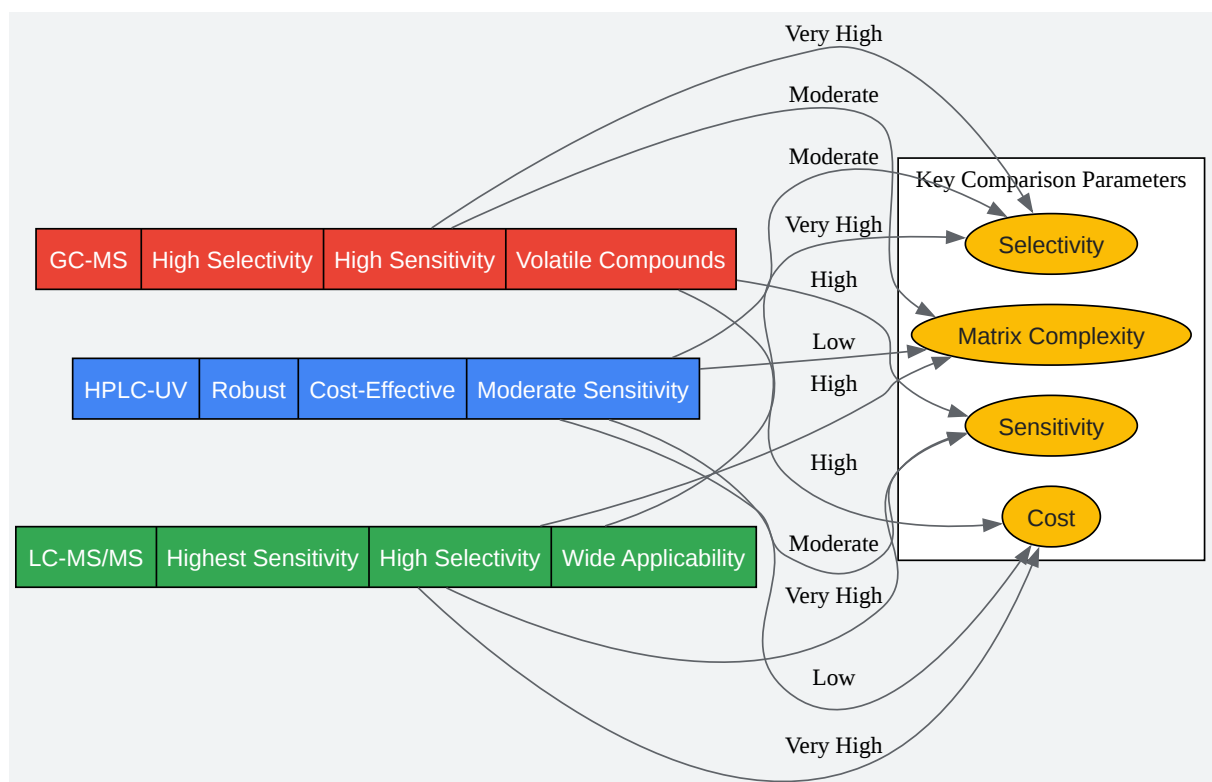 Very High
Moderate
Moderate
Key Comparison Parameters
Very High
Selectivity
GC-MS High Selectivity High Sensitivity Volatile Compounds
High
Matrix Complexity
Low
HPLC-UV Robust Cost-Effective Moderate Sensitivity
High
Sensitivity
High
Cost
Moderate
LC-MS/MS Highest Sensitivity High Selectivity Wide Applicability
Very High
Low
Very High